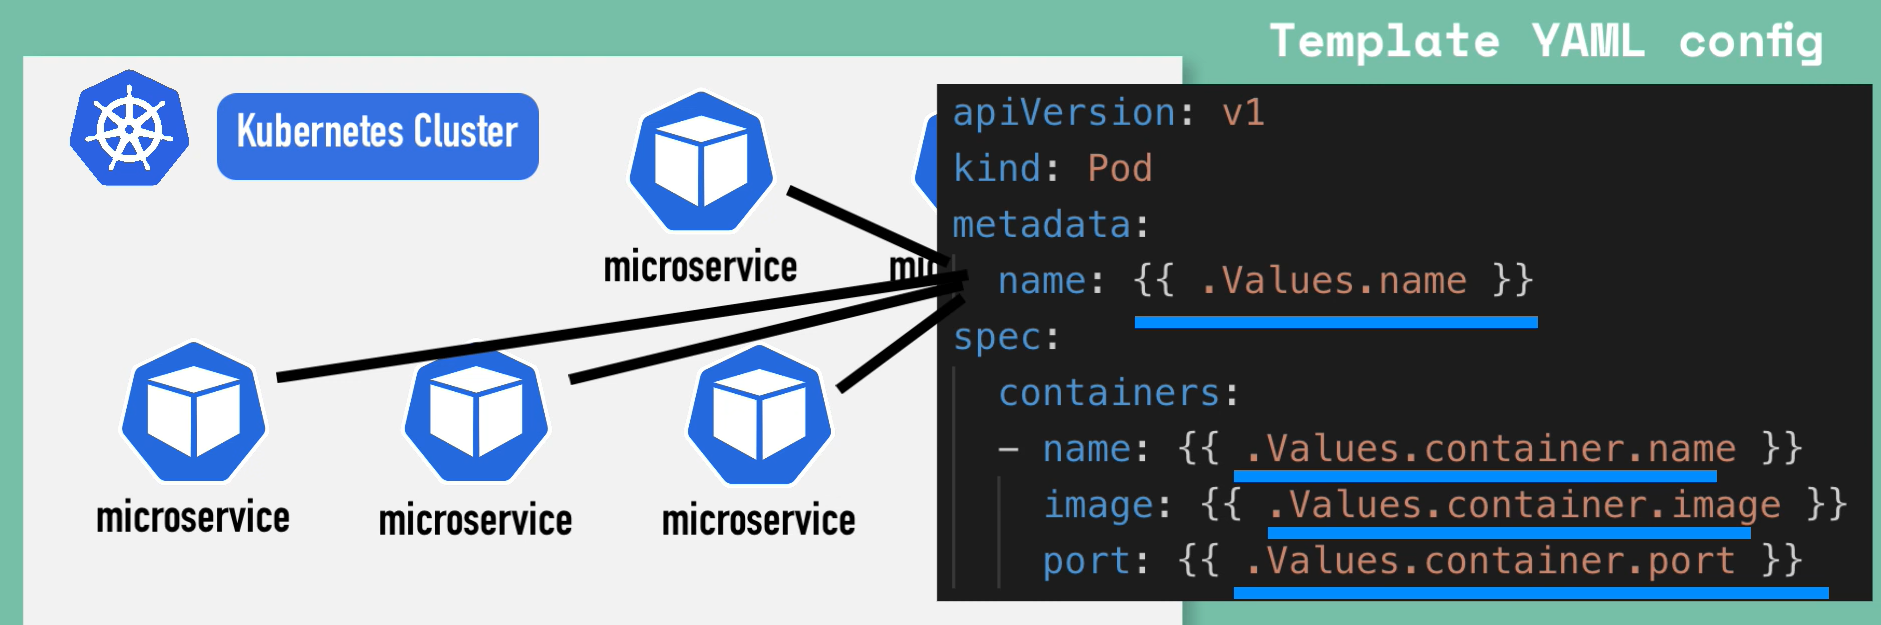 Template YAML config
Kubernetes Cluster
microservice
microservice
microservice
microservice
apiVersion: v1
kind: Pod
metadata:
  name: {{ .Values.name }}
spec:
  containers:
  - name: {{ .Values.container.name }}
    image: {{ .Values.container.image }}
    port: {{ .Values.container.port }}